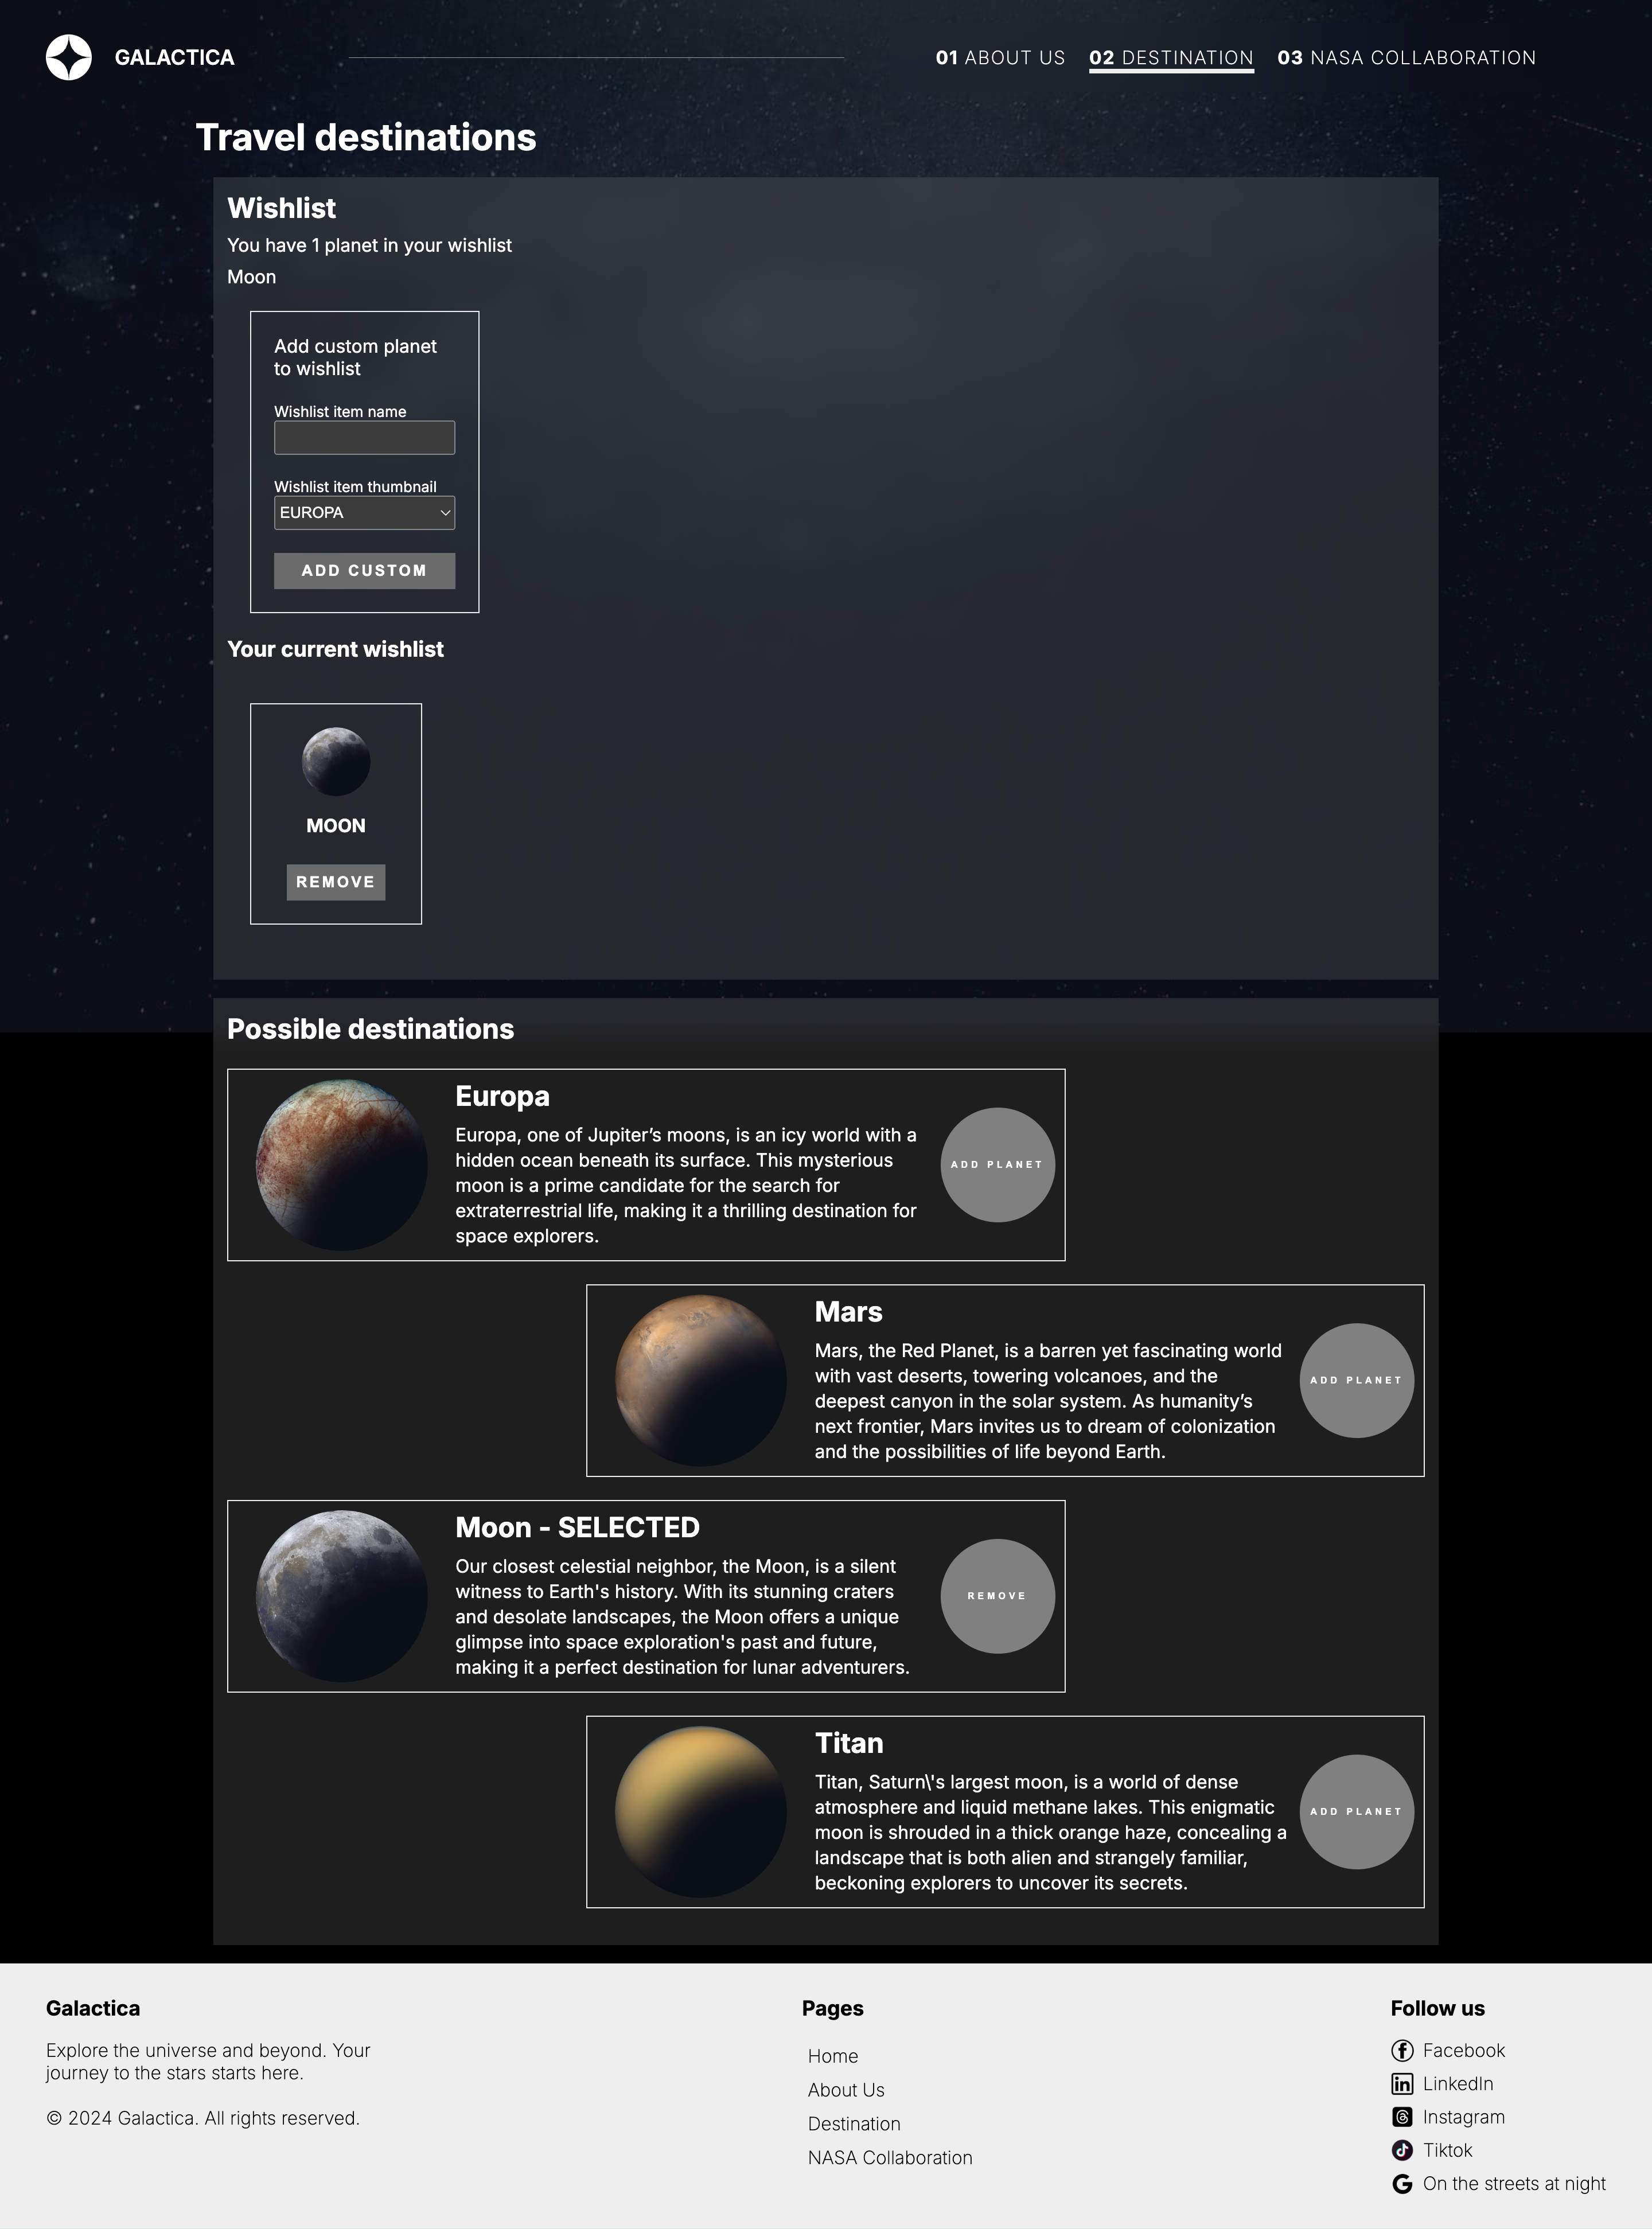 GALACTICA
01 ABOUT US 02 DESTINATION 03 NASA COLLABORATION
Travel destinations
Wishlist
You have 1 planet in your wishlist
Moon
Add custom planet
to wishlist
Wishlist item name
Wishlist item thumbnail
EUROPA
ADD CUSTOM
Your current wishlist
MOON
REMOVE
Possible destinations
Europa
Europa, one of Jupiter’s moons, is an icy world with a
hidden ocean beneath its surface. This mysterious
moon is a prime candidate for the search for
extraterrestrial life, making it a thrilling destination for
space explorers.
ADD PLANET
Mars
Mars, the Red Planet, is a barren yet fascinating world
with vast deserts, towering volcanoes, and the
deepest canyon in the solar system. As humanity’s
next frontier, Mars invites us to dream of colonization
and the possibilities of life beyond Earth.
ADD PLANET
Moon - SELECTED
Our closest celestial neighbor, the Moon, is a silent
witness to Earth's history. With its stunning craters
and desolate landscapes, the Moon offers a unique
glimpse into space exploration's past and future,
making it a perfect destination for lunar adventurers.
REMOVE
Titan
Titan, Saturn\'s largest moon, is a world of dense
atmosphere and liquid methane lakes. This enigmatic
moon is shrouded in a thick orange haze, concealing a
landscape that is both alien and strangely familiar,
beckoning explorers to uncover its secrets.
ADD PLANET
Galactica
Explore the universe and beyond. Your
journey to the stars starts here.
© 2024 Galactica. All rights reserved.
Pages
Home
About Us
Destination
NASA Collaboration
Follow us
Facebook
LinkedIn
Instagram
Tiktok
On the streets at night